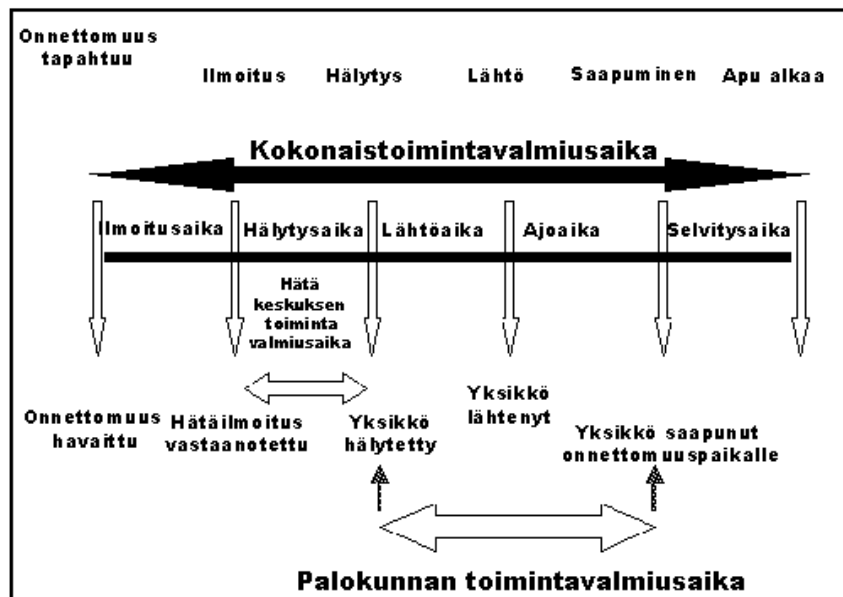 Onnettomuus
tapahtuu
Ilmoitus
Hälytys
Lähtö
Saapuminen
Apu alkaa
Kokonaistoimintavalmiusaika
Ilmoitusaika
Hälytysaika
Lähtöaika
Ajoaika
Selvitysaika
Hätä
keskuksen
toiminta
valmiusaika
Onnettomuus
havaittu
Hätäilmoitus
vastaanotettu
Yksikkö
hälytetty
Yksikkö
lähtenyt
Yksikkö saapunut
onnettomuuspaikalle
Palokunnan toimintavalmiusaika